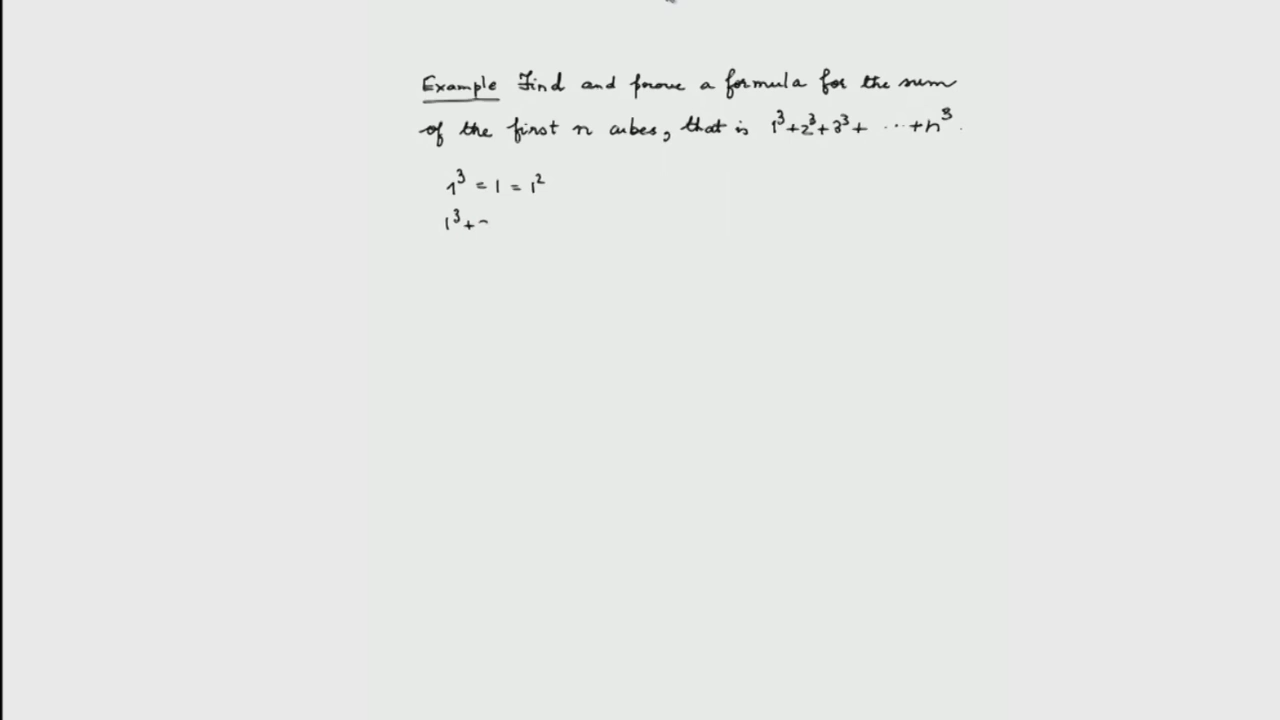 Example Find and prove a formula for the sum
of the first n cubes, that is 1³+2³+3³+ ··· +n³.
1³ = 1 = 1²
1³+